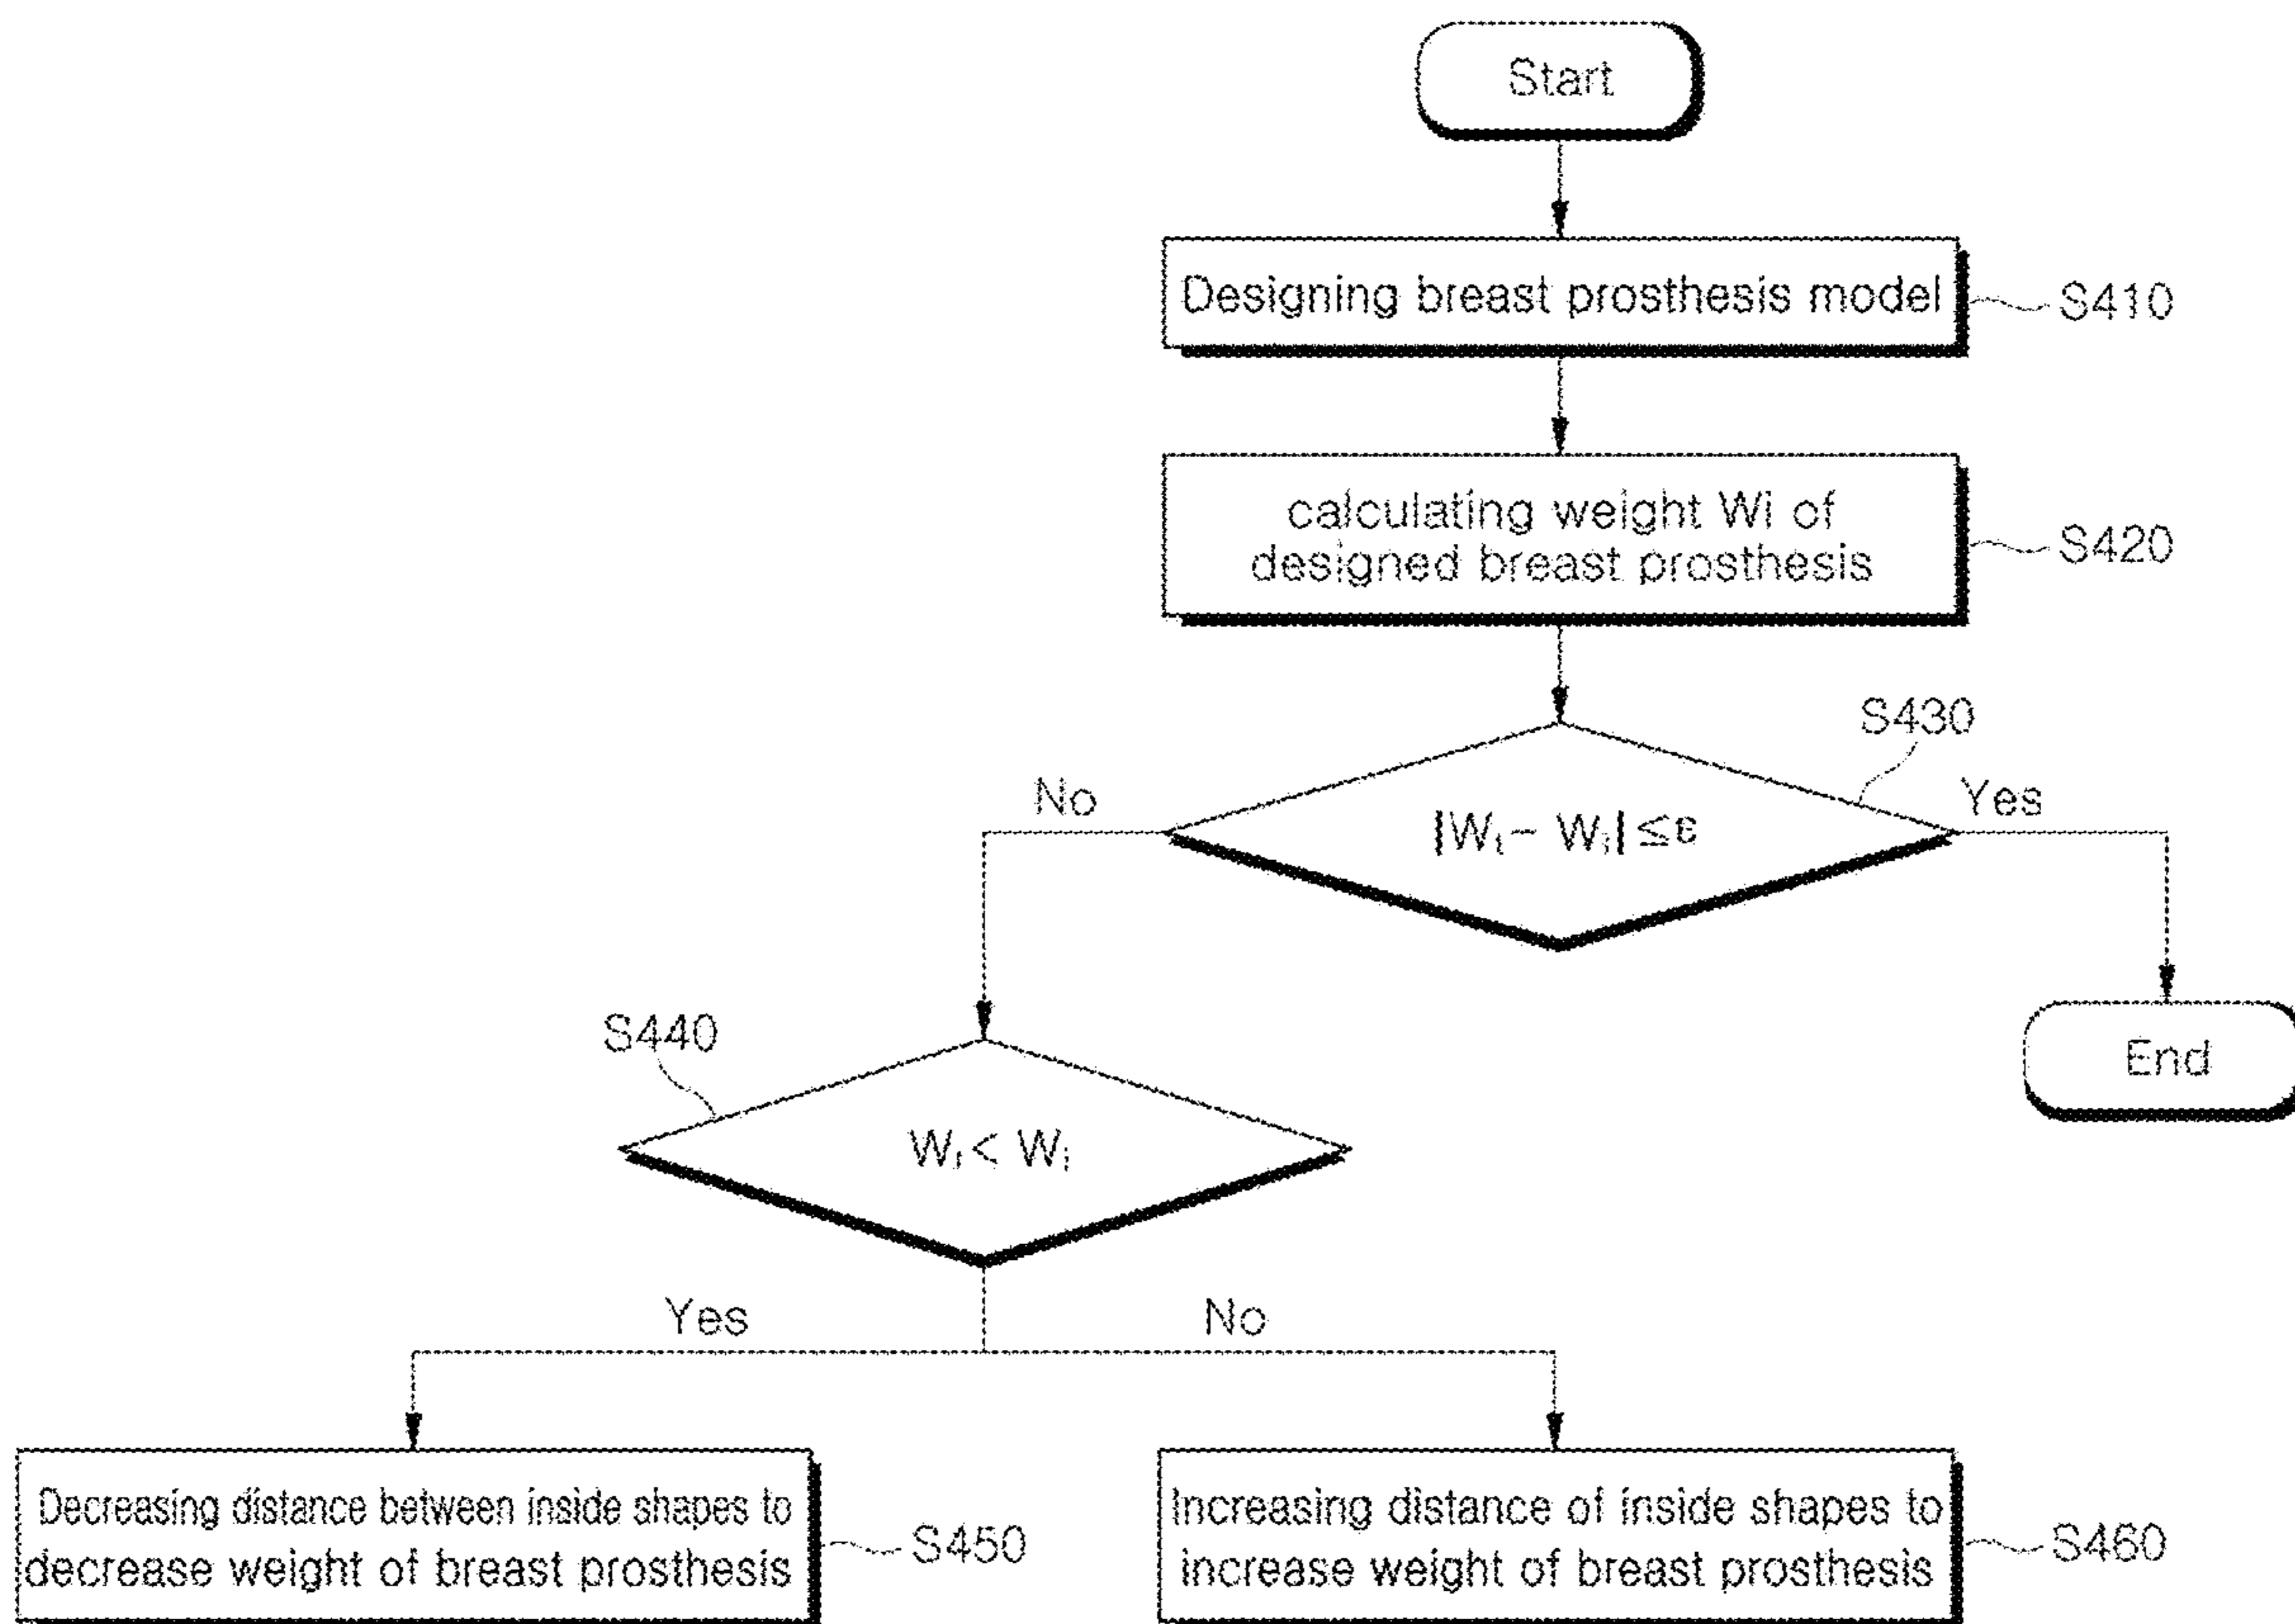 Start
Designing breast prosthesis model
S410
calculating weight Wi of
designed breast prosthesis
S420
S430
No
|Wt- Wi| ≤ε
Yes
S440
End
Wt< Wi
Yes
No
Decreasing distance between inside shapes to
decrease weight of breast prosthesis
S450
Increasing distance of inside shapes to
increase weight of breast prosthesis
S460